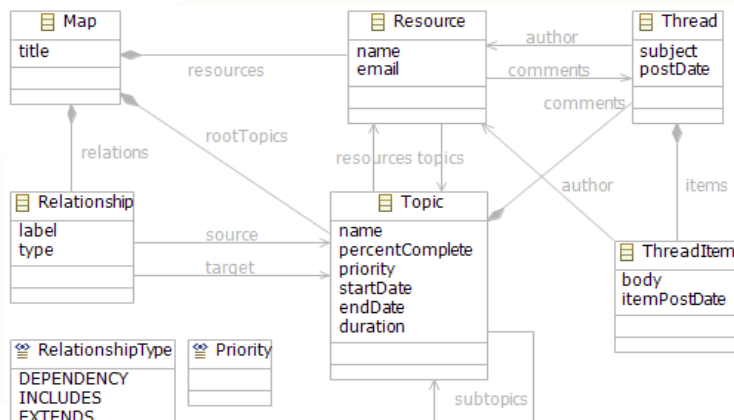 Map
title
Resource
name
email
Thread
subject
postDate
author
resources
comments
comments
rootTopics
relations
resources topics
author
items
Relationship
label
type
source
target
Topic
name
percentComplete
priority
startDate
endDate
duration
ThreadItem
body
itemPostDate
RelationshipType
DEPENDENCY
INCLUDES
EXTENDS
Priority
subtopics